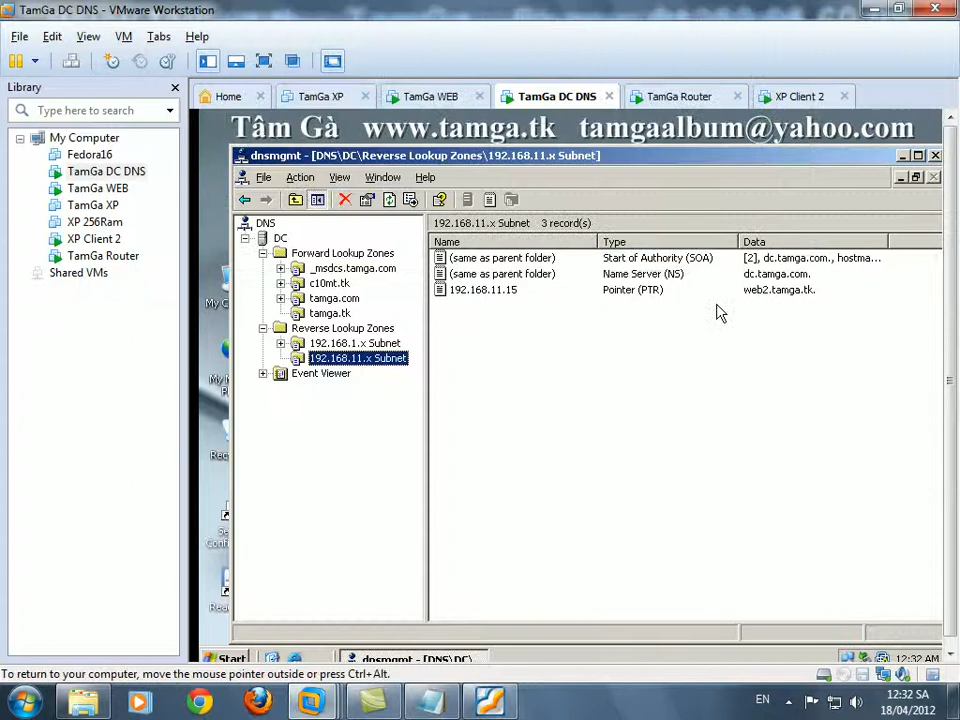 TamGa DC DNS - VMware Workstation
File Edit View VM Tabs Help
Library
Type here to search
My Computer
Fedora16
TamGa DC DNS
TamGa WEB
TamGa XP
XP 256Ram
XP Client 2
TamGa Router
Shared VMs
Home TamGa XP TamGa WEB TamGa DC DNS TamGa Router XP Client 2
Tâm Gà www.tamga.tk tamgaalbum@yahoo.com
dnsmgmt - [DNS\DC\Reverse Lookup Zones\192.168.11.x Subnet]
File Action View Window Help
DNS
DC
Forward Lookup Zones
_msdcs.tamga.com
c10mt.tk
tamga.com
tamga.tk
Reverse Lookup Zones
192.168.1.x Subnet
192.168.11.x Subnet
Event Viewer
192.168.11.x Subnet 3 record(s)
Name Type Data
(same as parent folder) Start of Authority (SOA) [2], dc.tamga.com., hostma...
(same as parent folder) Name Server (NS) dc.tamga.com.
192.168.11.15 Pointer (PTR) web2.tamga.tk.
My C
My N
Rec
Se
Conf
Rea
Start dnsmgmt - [DNS\DC\ 12:32 AM
To return to your computer, move the mouse pointer outside or press Ctrl+Alt.
EN 12:32 SA
18/04/2012